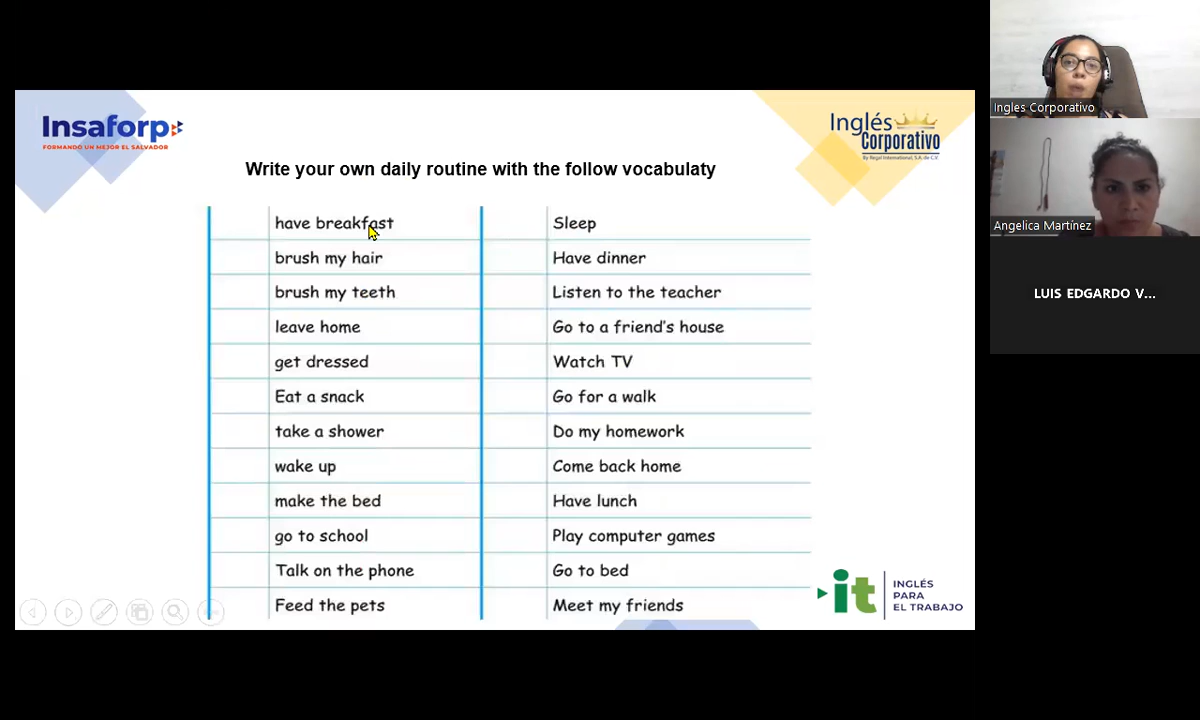 Insaforp
FORMANDO UN MEJOR EL SALVADOR
Inglés
Corporativo
By Regal International, S.A. de C.V.
Write your own daily routine with the follow vocabulaty
have breakfast
brush my hair
brush my teeth
leave home
get dressed
Eat a snack
take a shower
wake up
make the bed
go to school
Talk on the phone
Feed the pets
Sleep
Have dinner
Listen to the teacher
Go to a friend's house
Watch TV
Go for a walk
Do my homework
Come back home
Have lunch
Play computer games
Go to bed
Meet my friends
it
INGLÉS
PARA
EL TRABAJO
Ingles Corporativo
Angelica Martínez
LUIS EDGARDO V...